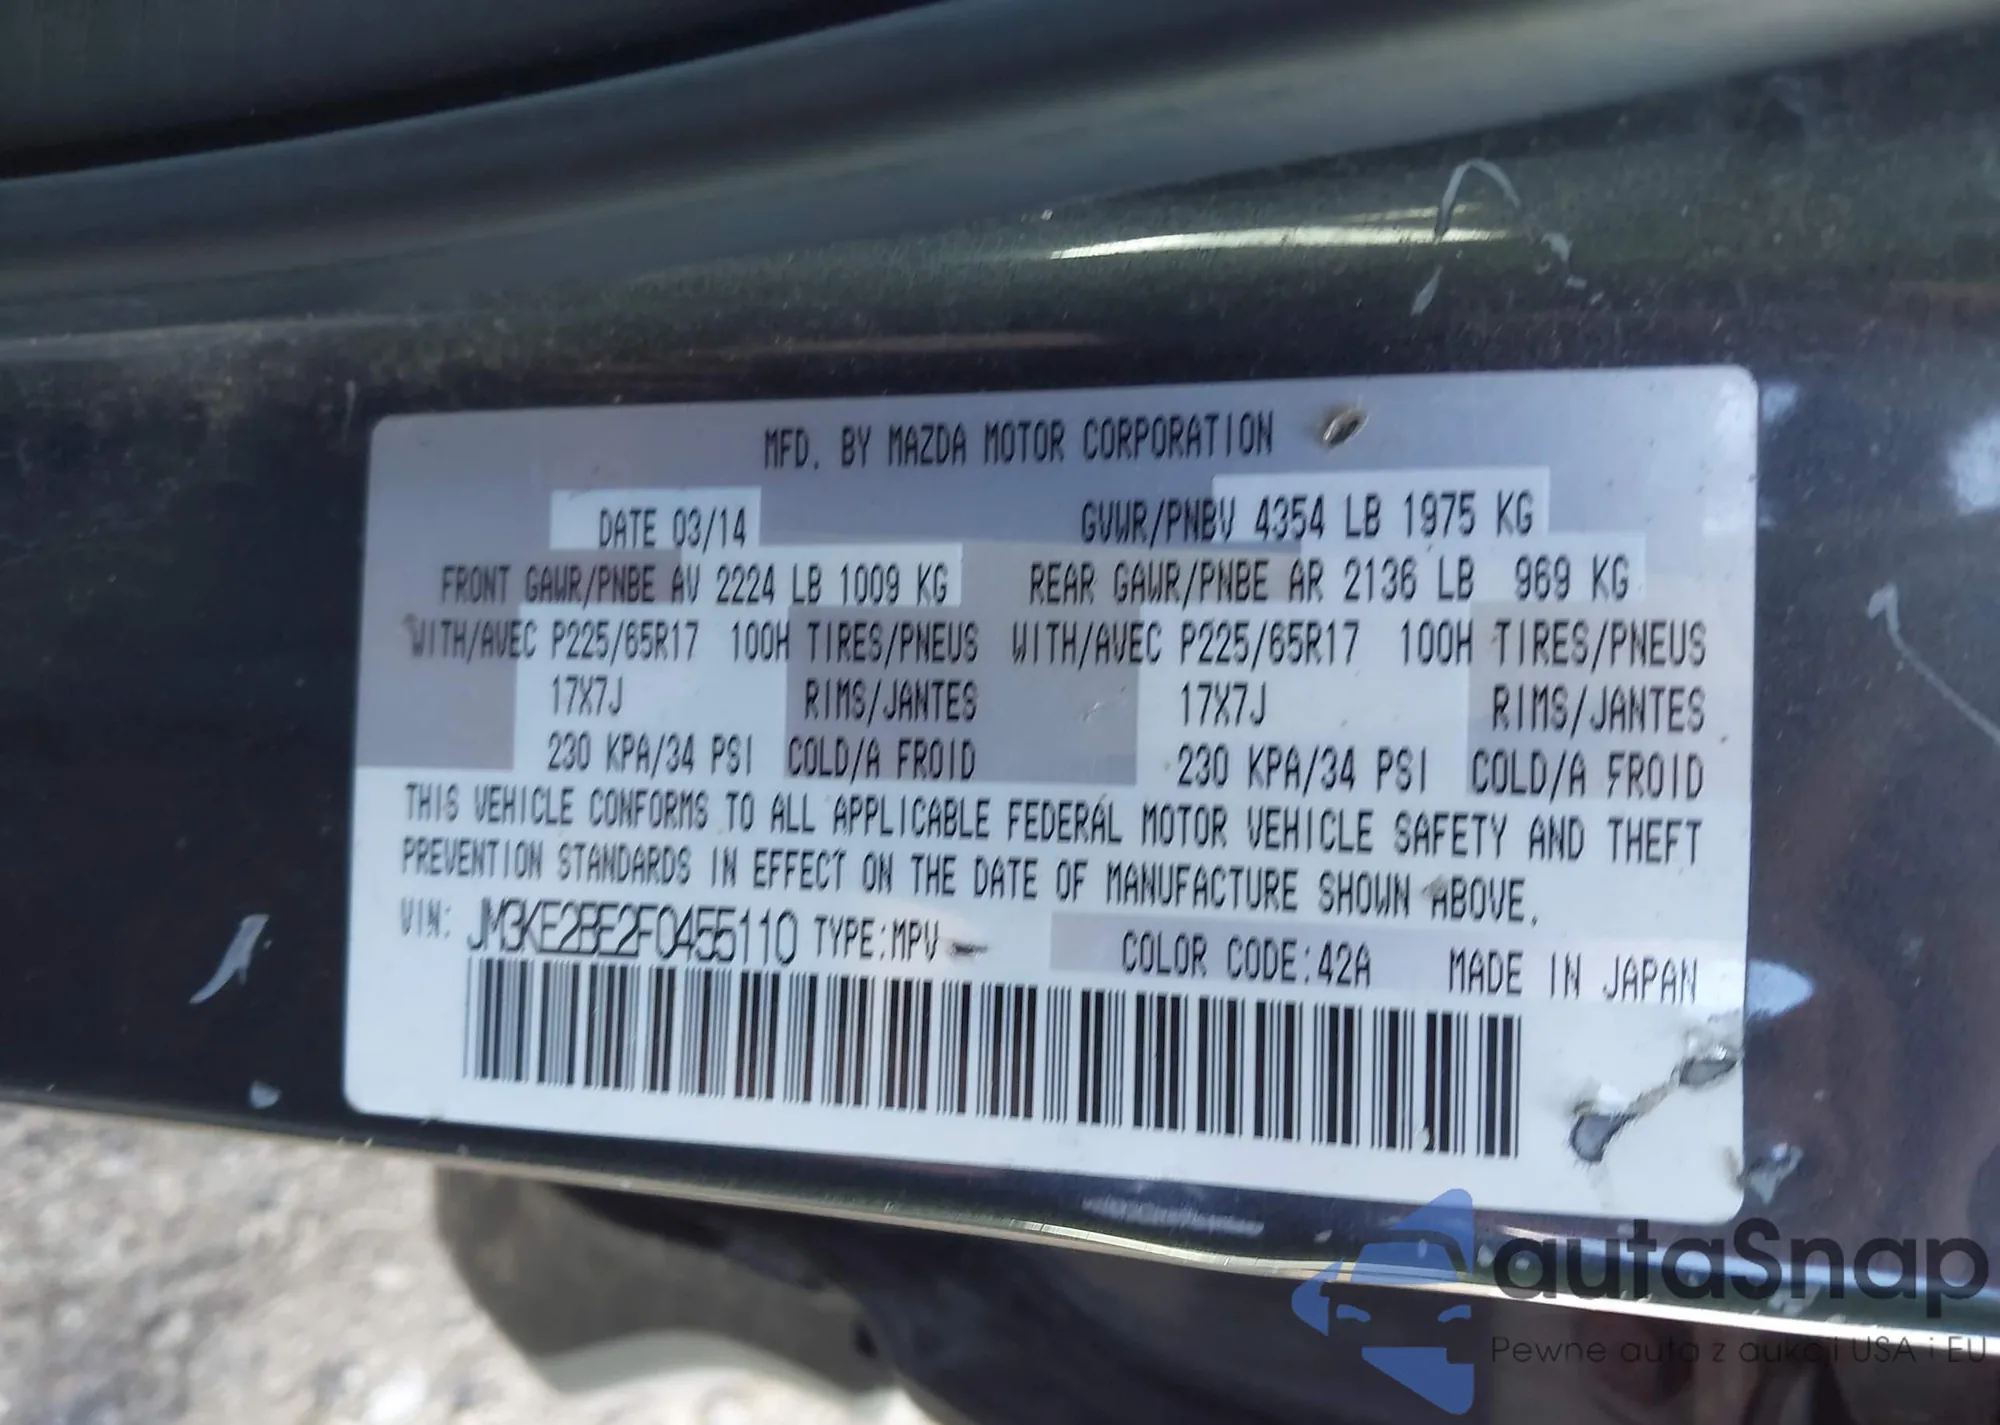 MFD. BY MAZDA MOTOR CORPORATION
DATE 03/14 GVWR/PNBV 4354 LB 1975 KG
FRONT GAWR/PNBE AV 2224 LB 1009 KG REAR GAWR/PNBE AR 2136 LB 969 KG
WITH/AVEC P225/65R17 100H TIRES/PNEUS WITH/AVEC P225/65R17 100H TIRES/PNEUS
17X7J RIMS/JANTES 17X7J RIMS/JANTES
230 KPA/34 PSI COLD/A FROID 230 KPA/34 PSI COLD/A FROID
THIS VEHICLE CONFORMS TO ALL APPLICABLE FEDERAL MOTOR VEHICLE SAFETY AND THEFT
PREVENTION STANDARDS IN EFFECT ON THE DATE OF MANUFACTURE SHOWN ABOVE.
VIN: JM3KE2BE2F0455110 TYPE:MPV COLOR CODE:42A MADE IN JAPAN
autaSnap
Pewne auta z aukcji USA i EU